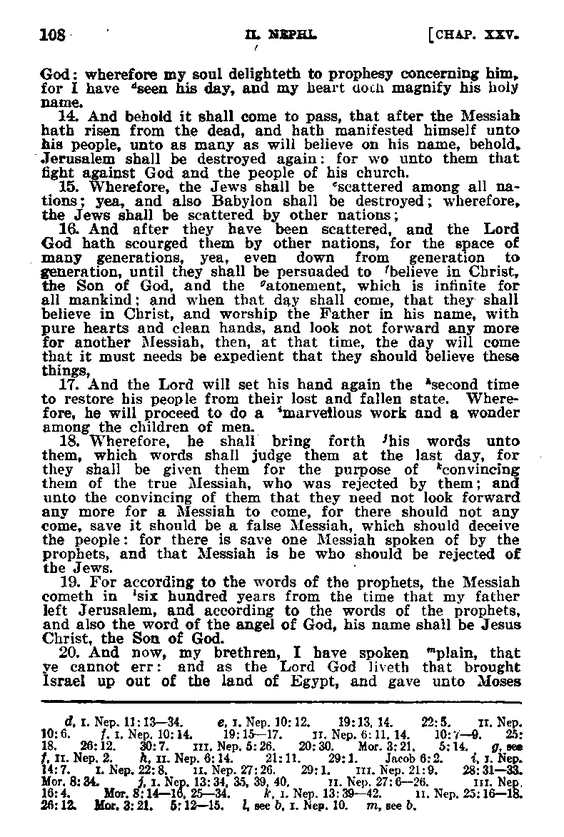 108 II. NEPHI. [CHAP. XXV.
God: wherefore my soul delighteth to prophesy concerning him,
for I have dseen his day, and my heart doth magnify his holy
name.
14. And behold it shall come to pass, that after the Messiah
hath risen from the dead, and hath manifested himself unto
his people, unto as many as will believe on his name, behold,
Jerusalem shall be destroyed again: for wo unto them that
fight against God and the people of his church.
15. Wherefore, the Jews shall be escattered among all na-
tions; yea, and also Babylon shall be destroyed; wherefore,
the Jews shall be scattered by other nations;
16. And after they have been scattered, and the Lord
God hath scourged them by other nations, for the space of
many generations, yea, even down from generation to
generation, until they shall be persuaded to fbelieve in Christ,
the Son of God, and the gatonement, which is infinite for
all mankind; and when that day shall come, that they shall
believe in Christ, and worship the Father in his name, with
pure hearts and clean hands, and look not forward any more
for another Messiah, then, at that time, the day will come
that it must needs be expedient that they should believe these
things,
17. And the Lord will set his hand again the hsecond time
to restore his people from their lost and fallen state. Where-
fore, he will proceed to do a imarvellous work and a wonder
among the children of men.
18. Wherefore, he shall bring forth jhis words unto
them, which words shall judge them at the last day, for
they shall be given them for the purpose of kconvincing
them of the true Messiah, who was rejected by them; and
unto the convincing of them that they need not look forward
any more for a Messiah to come, for there should not any
come, save it should be a false Messiah, which should deceive
the people: for there is save one Messiah spoken of by the
prophets, and that Messiah is he who should be rejected of
the Jews.
19. For according to the words of the prophets, the Messiah
cometh in lsix hundred years from the time that my father
left Jerusalem, and according to the words of the prophets,
and also the word of the angel of God, his name shall be Jesus
Christ, the Son of God.
20. And now, my brethren, I have spoken mplain, that
ye cannot err: and as the Lord God liveth that brought
Israel up out of the land of Egypt, and gave unto Moses
d, I. Nep. 11:13—34. e, I. Nep. 10:12. 19:13, 14. 22:5. II. Nep.
10:6. f, I. Nep. 10:14. 19:15—17. II. Nep. 6:11, 14. 10:7—9. 25:
18. 26:12. 30:7. III. Nep. 5:26. 20:30. Mor. 3:21. 5:14. g, see
f, II. Nep. 2. h, II. Nep. 6:14. 21:11. 29:1. Jacob 6:2. i, I. Nep.
14:7. I. Nep. 22:8. II. Nep. 27:26. 29:1. III. Nep. 21:9. 28:31—33.
Mor. 8:34. j, I. Nep. 13:34, 35, 39, 40. II. Nep. 27:6—26. III. Nep.
16:4. Mor. 8:14—16, 25—34. k, I. Nep. 13:39—42. II. Nep. 25:16—18.
26:12. Mor. 3:21. 5:12—15. l, see b, I. Nep. 10. m, see b.